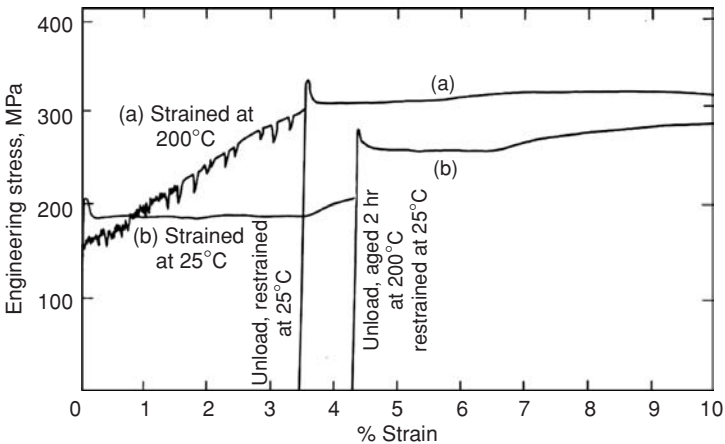 400
300
200
100
Engineering stress, MPa
(a) Strained at
200°C
(b) Strained
at 25°C
Unload, restrained
at 25°C
Unload, aged 2 hr
at 200°C
restrained at 25°C
(a)
(b)
0 1 2 3 4 5 6 7 8 9 10
% Strain